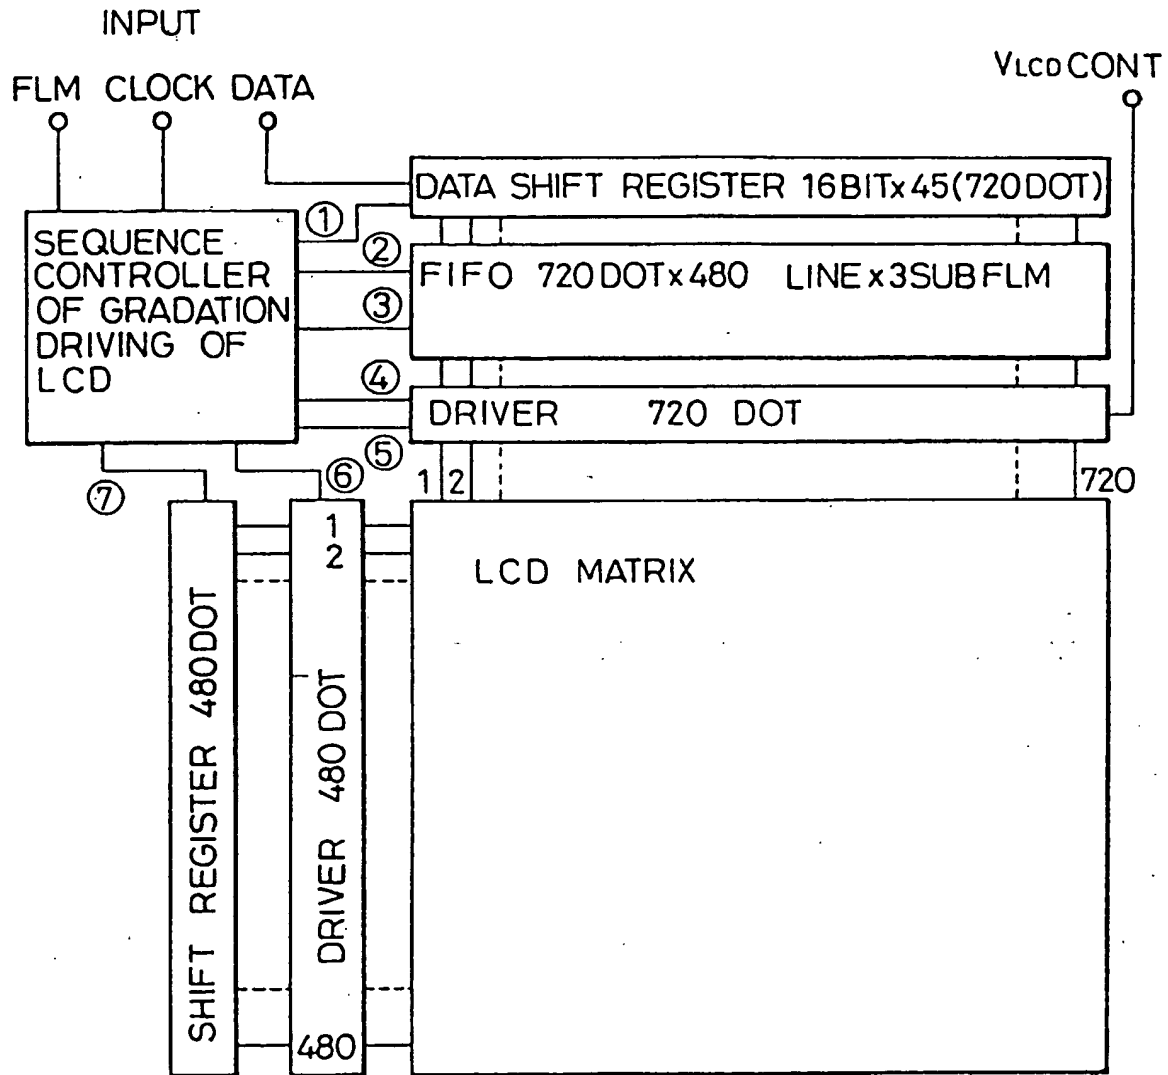 INPUT
FLM CLOCK DATA
VLCD CONT
DATA SHIFT REGISTER 16BITx45(720DOT)
①
SEQUENCE
CONTROLLER
OF GRADATION
DRIVING OF
LCD
②
FIFO 720DOTx480 LINEx3SUBFLM
③
④
DRIVER 720 DOT
⑤
⑥
⑦
1 2
720
1
2
LCD MATRIX
SHIFT REGISTER 480DOT
DRIVER 480DOT
480